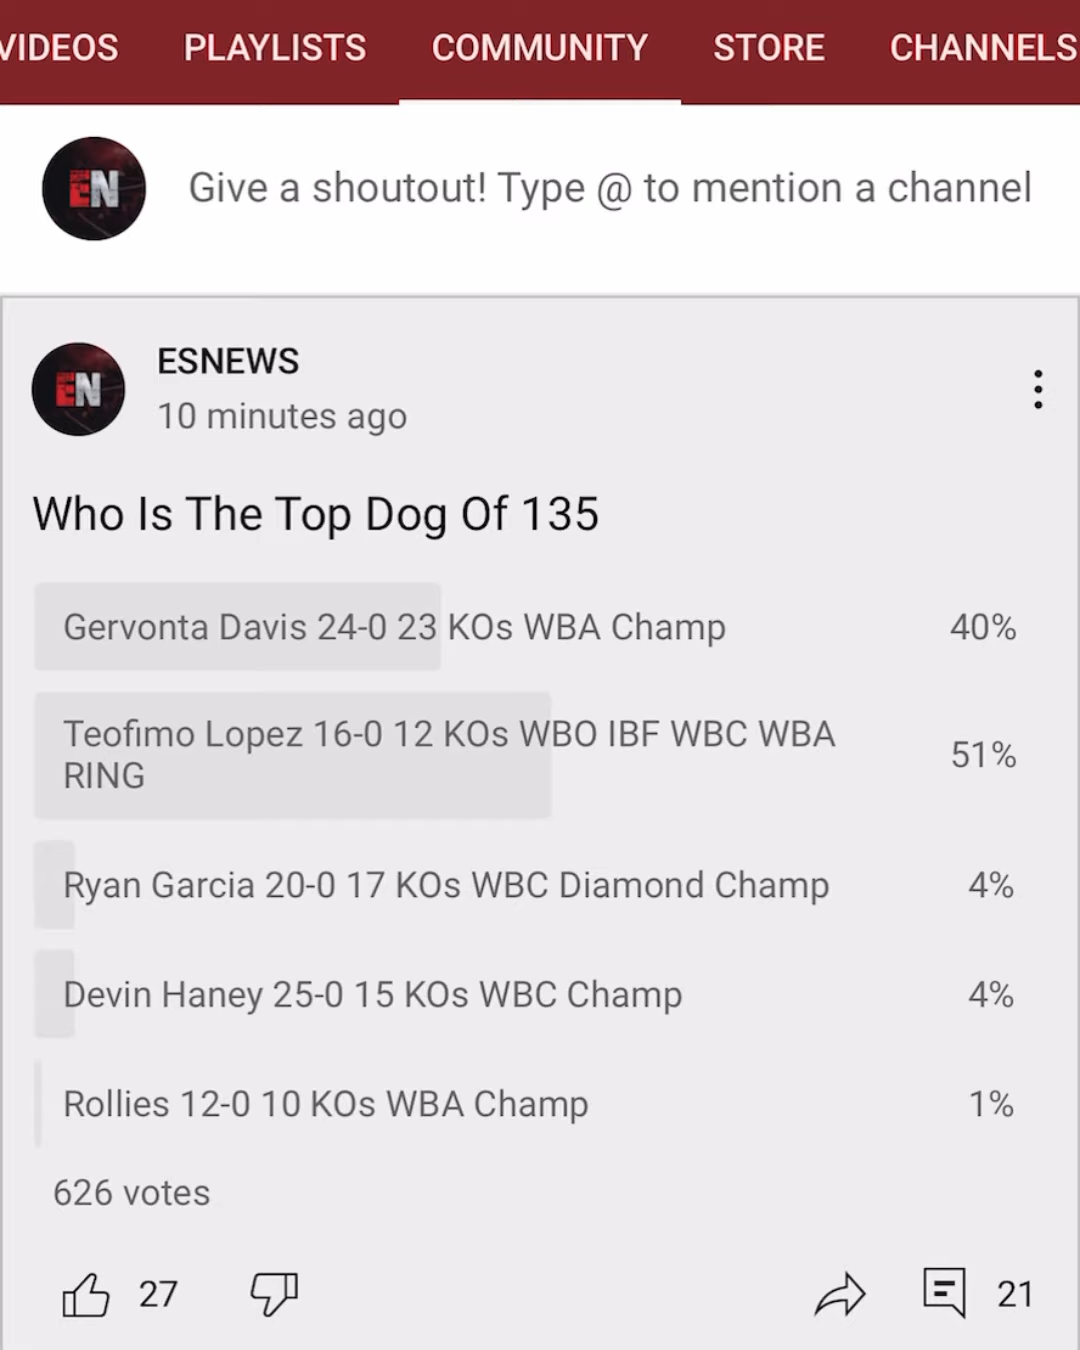 VIDEOS PLAYLISTS COMMUNITY STORE CHANNELS
EN Give a shoutout! Type @ to mention a channel
EN ESNEWS
10 minutes ago
Who Is The Top Dog Of 135
Gervonta Davis 24-0 23 KOs WBA Champ 40%
Teofimo Lopez 16-0 12 KOs WBO IBF WBC WBA
RING 51%
Ryan Garcia 20-0 17 KOs WBC Diamond Champ 4%
Devin Haney 25-0 15 KOs WBC Champ 4%
Rollies 12-0 10 KOs WBA Champ 1%
626 votes
27 21